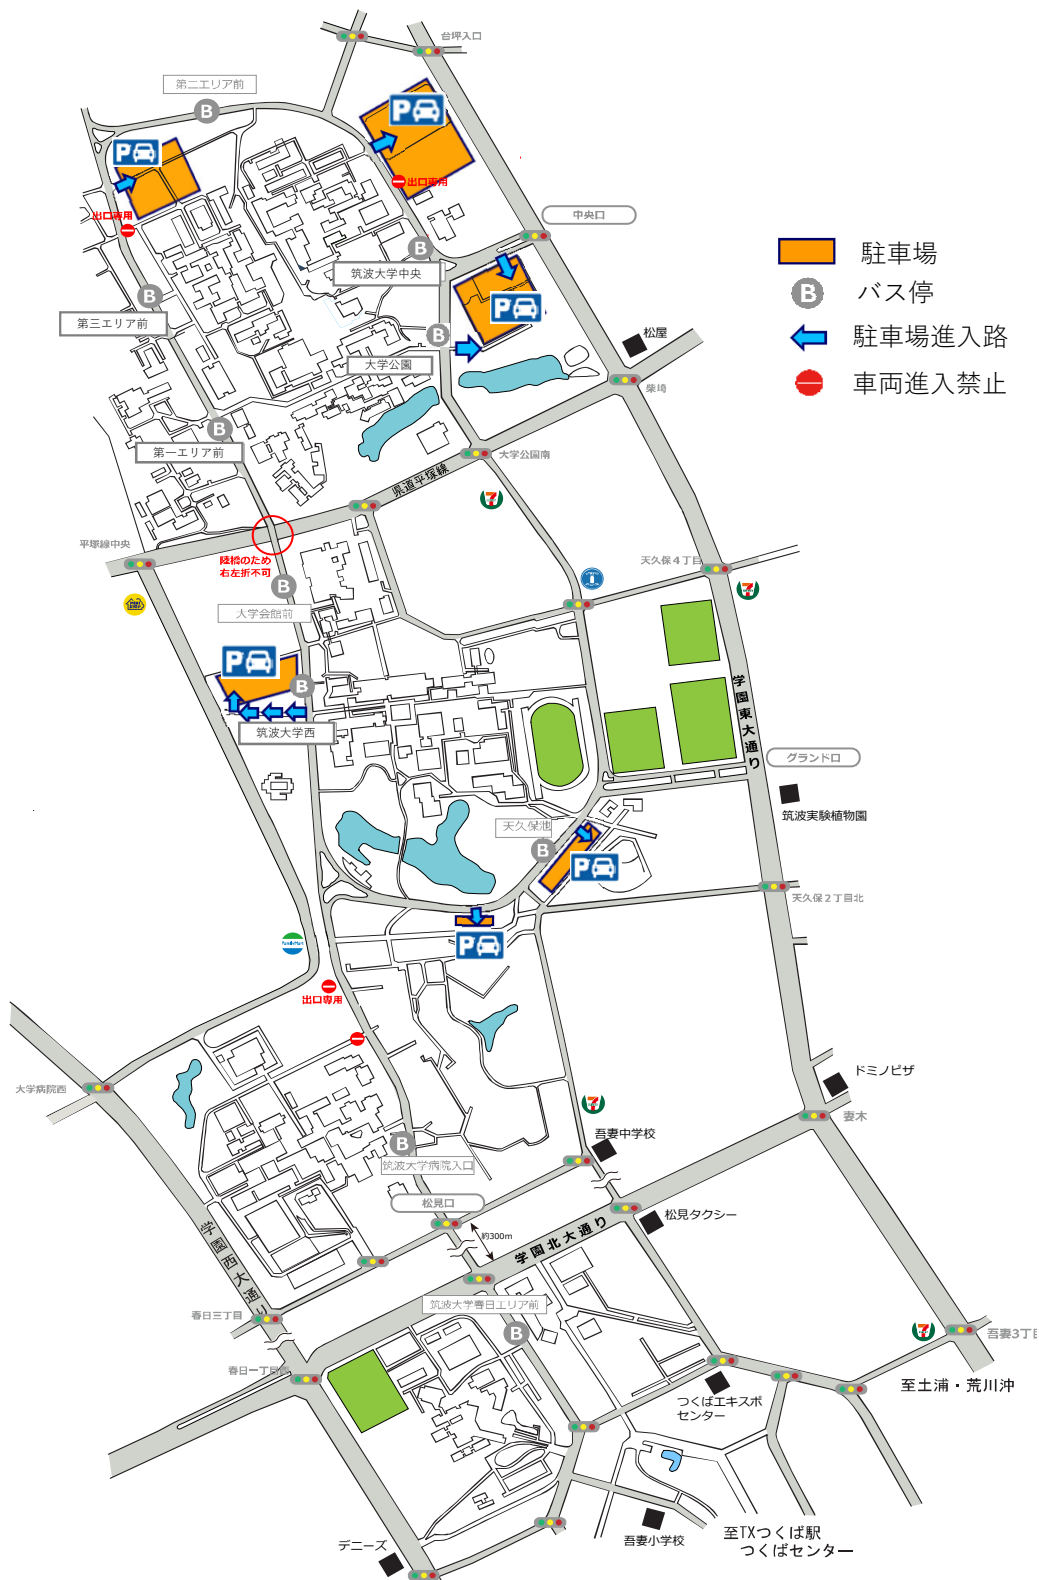 台坪入口
第二エリア前
B
P
P
出口専用
中央口
出口専用
B
筑波大学中央
駐車場
B
バス停
P
B
第三エリア前
B
大学公園
松屋
駐車場進入路
柴埼
車両進入禁止
B
第一エリア前
大学公園南
県道平塚線
7
平塚線中央
陸橋のため
右左折不可
天久保4丁目
B
7
大学会館前
P
B
筑波大学西
学園東大通り
グランド口
筑波実験植物園
天久保池
B
P
天久保2丁目北
P
FamilyMart
出口専用
大学病院西
ドミノピザ
7
妻木
吾妻中学校
B
筑波大学病院入口
松見口
松見タクシー
約300m
学園北大通り
学園西大通り
筑波大学春日エリア前
春日三丁目
B
7
吾妻3丁目
春日一丁目西
至土浦・荒川沖
つくばエキスポ
センター
至TXつくば駅
つくばセンター
吾妻小学校
デニーズ